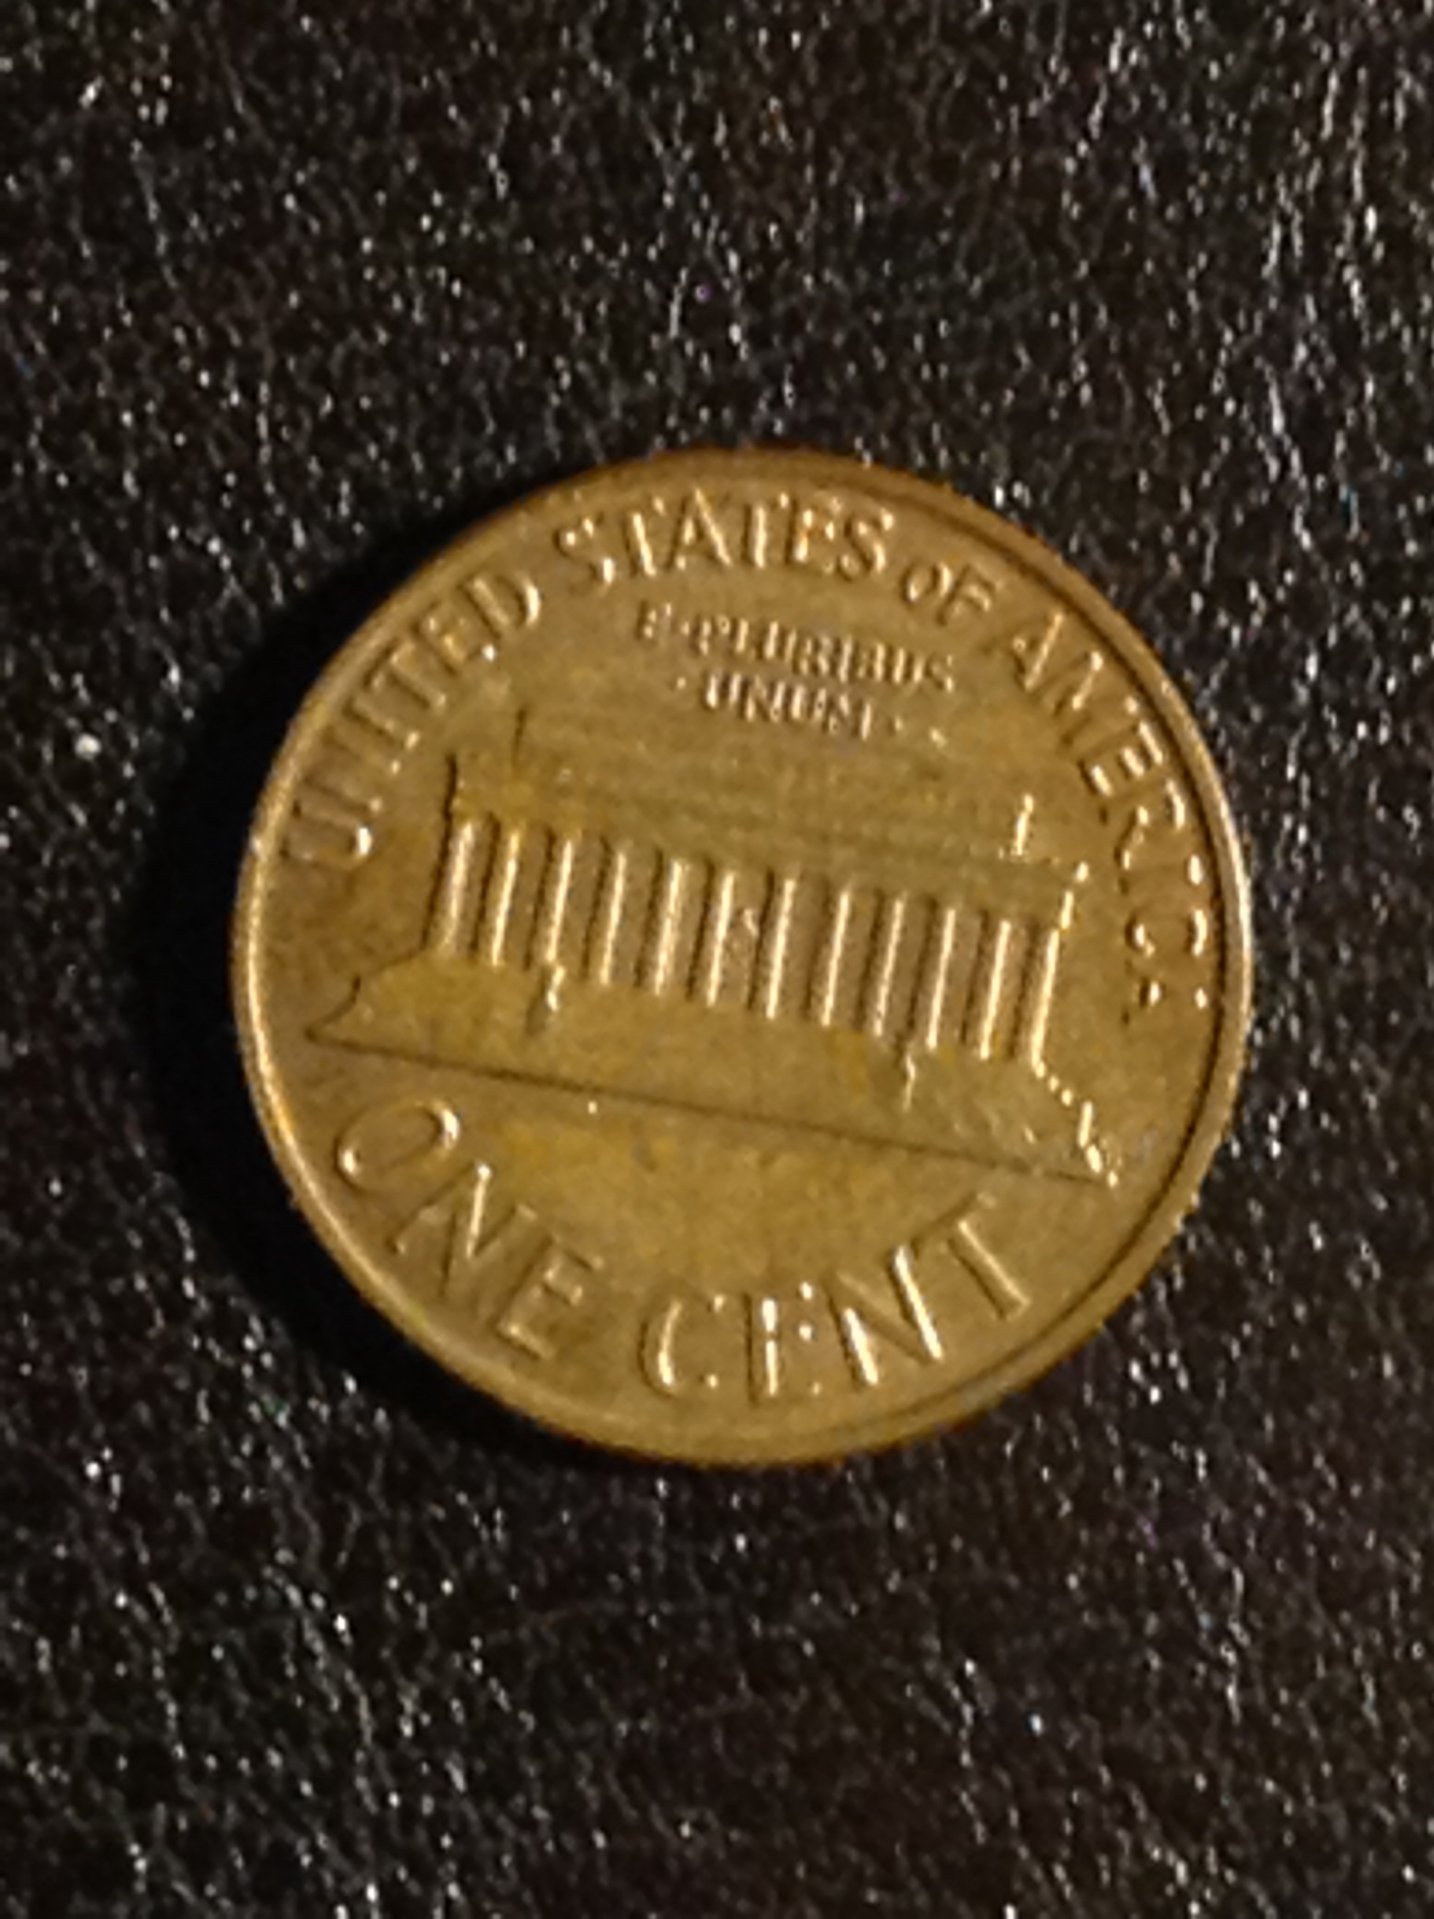 UNITED STATES OF AMERICA
E·PLURIBUS
·UNUM·
ONE CENT